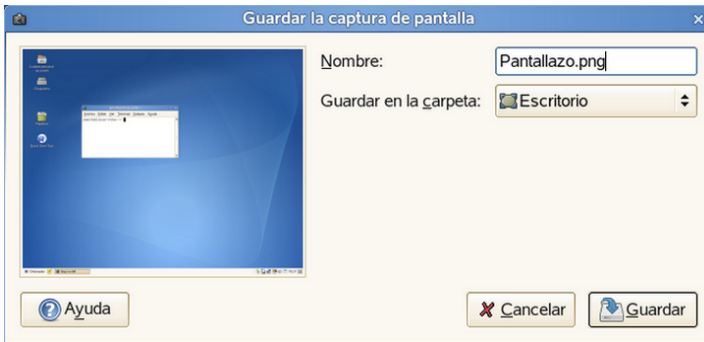 Guardar la captura de pantalla
Nombre:
Pantallazo.png
Guardar en la carpeta:
Escritorio
Ayuda
Cancelar
Guardar